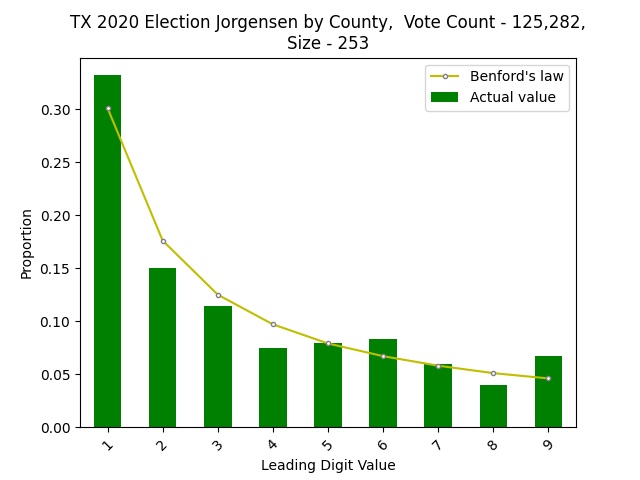 TX 2020 Election Jorgensen by County,  Vote Count - 125,282,
Size - 253
Benford's law
Actual value
0.30
0.25
0.20
0.15
0.10
0.05
0.00
Proportion
1 2 3 4 5 6 7 8 9
Leading Digit Value